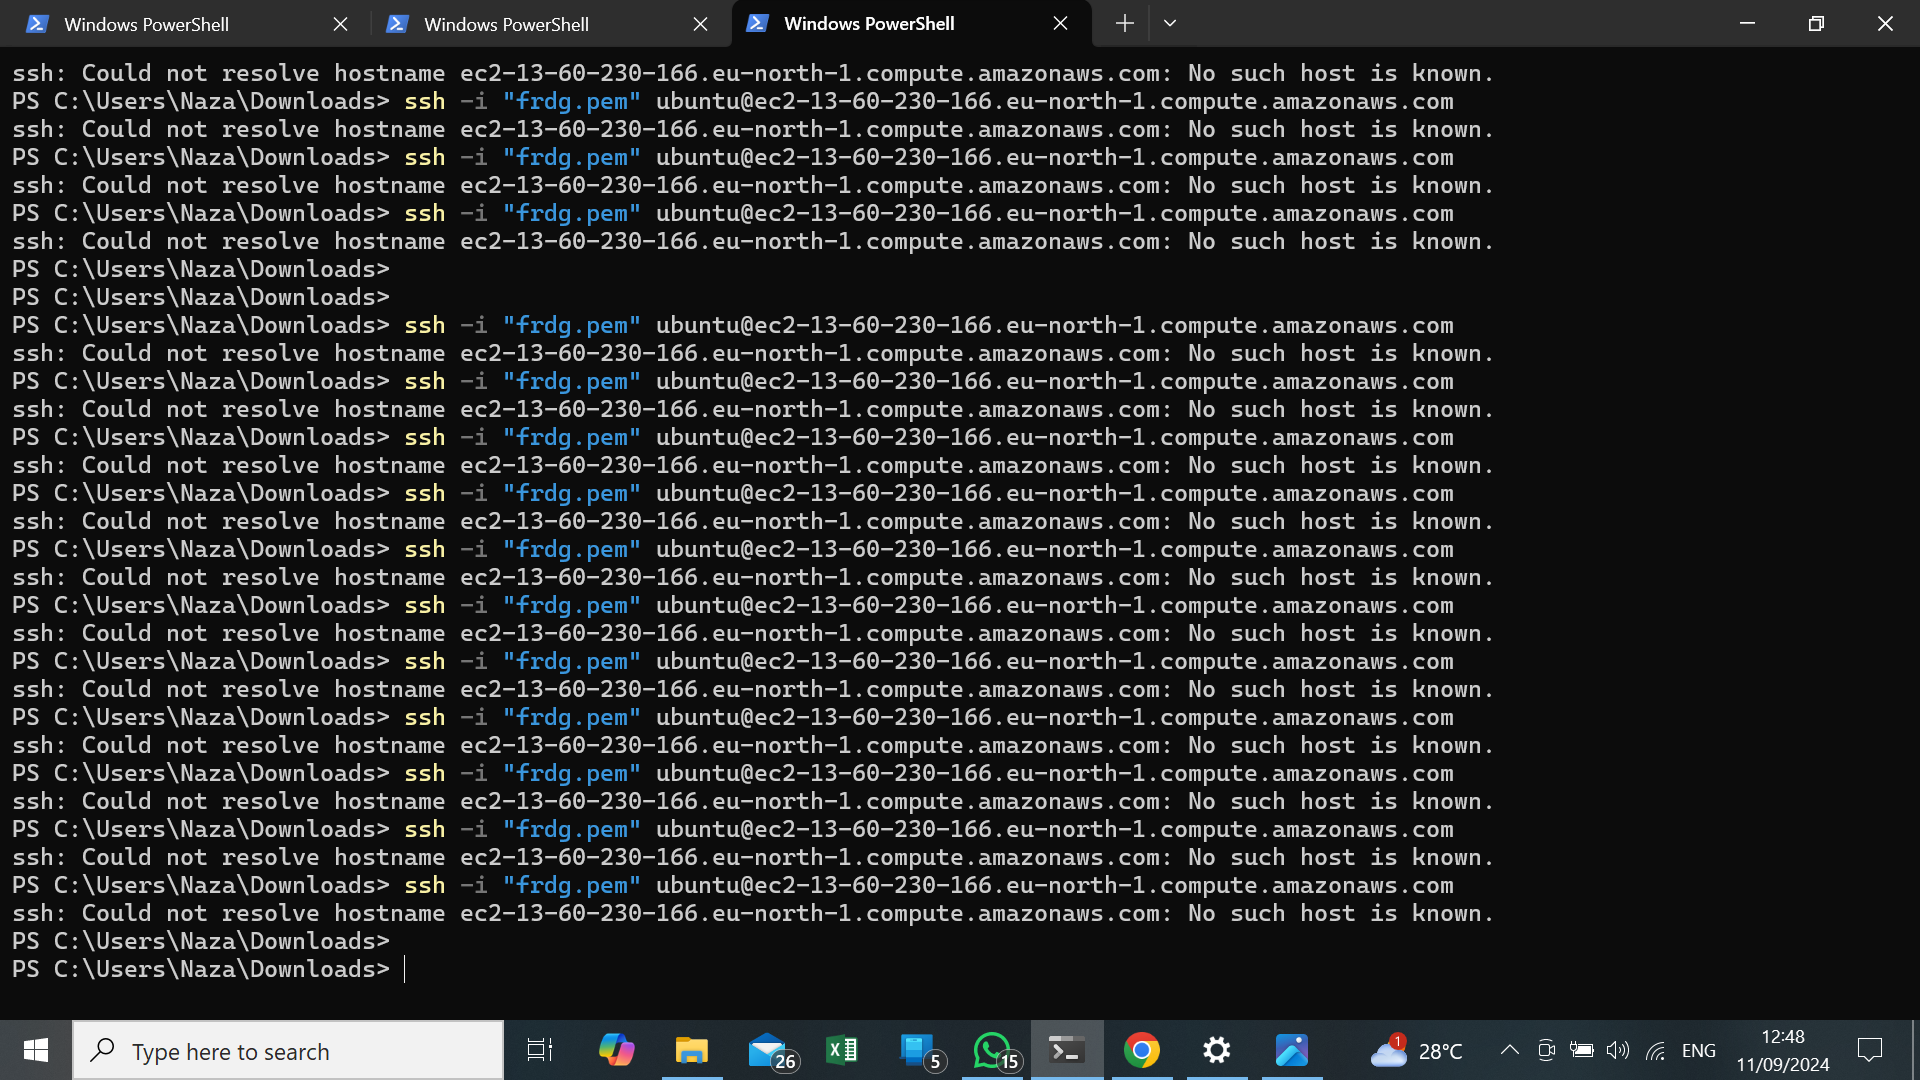 Windows PowerShell
Windows PowerShell
Windows PowerShell
ssh: Could not resolve hostname ec2-13-60-230-166.eu-north-1.compute.amazonaws.com: No such host is known.
PS C:\Users\Naza\Downloads> ssh -i "frdg.pem" ubuntu@ec2-13-60-230-166.eu-north-1.compute.amazonaws.com
ssh: Could not resolve hostname ec2-13-60-230-166.eu-north-1.compute.amazonaws.com: No such host is known.
PS C:\Users\Naza\Downloads> ssh -i "frdg.pem" ubuntu@ec2-13-60-230-166.eu-north-1.compute.amazonaws.com
ssh: Could not resolve hostname ec2-13-60-230-166.eu-north-1.compute.amazonaws.com: No such host is known.
PS C:\Users\Naza\Downloads> ssh -i "frdg.pem" ubuntu@ec2-13-60-230-166.eu-north-1.compute.amazonaws.com
ssh: Could not resolve hostname ec2-13-60-230-166.eu-north-1.compute.amazonaws.com: No such host is known.
PS C:\Users\Naza\Downloads>
PS C:\Users\Naza\Downloads>
PS C:\Users\Naza\Downloads> ssh -i "frdg.pem" ubuntu@ec2-13-60-230-166.eu-north-1.compute.amazonaws.com
ssh: Could not resolve hostname ec2-13-60-230-166.eu-north-1.compute.amazonaws.com: No such host is known.
PS C:\Users\Naza\Downloads> ssh -i "frdg.pem" ubuntu@ec2-13-60-230-166.eu-north-1.compute.amazonaws.com
ssh: Could not resolve hostname ec2-13-60-230-166.eu-north-1.compute.amazonaws.com: No such host is known.
PS C:\Users\Naza\Downloads> ssh -i "frdg.pem" ubuntu@ec2-13-60-230-166.eu-north-1.compute.amazonaws.com
ssh: Could not resolve hostname ec2-13-60-230-166.eu-north-1.compute.amazonaws.com: No such host is known.
PS C:\Users\Naza\Downloads> ssh -i "frdg.pem" ubuntu@ec2-13-60-230-166.eu-north-1.compute.amazonaws.com
ssh: Could not resolve hostname ec2-13-60-230-166.eu-north-1.compute.amazonaws.com: No such host is known.
PS C:\Users\Naza\Downloads> ssh -i "frdg.pem" ubuntu@ec2-13-60-230-166.eu-north-1.compute.amazonaws.com
ssh: Could not resolve hostname ec2-13-60-230-166.eu-north-1.compute.amazonaws.com: No such host is known.
PS C:\Users\Naza\Downloads> ssh -i "frdg.pem" ubuntu@ec2-13-60-230-166.eu-north-1.compute.amazonaws.com
ssh: Could not resolve hostname ec2-13-60-230-166.eu-north-1.compute.amazonaws.com: No such host is known.
PS C:\Users\Naza\Downloads> ssh -i "frdg.pem" ubuntu@ec2-13-60-230-166.eu-north-1.compute.amazonaws.com
ssh: Could not resolve hostname ec2-13-60-230-166.eu-north-1.compute.amazonaws.com: No such host is known.
PS C:\Users\Naza\Downloads> ssh -i "frdg.pem" ubuntu@ec2-13-60-230-166.eu-north-1.compute.amazonaws.com
ssh: Could not resolve hostname ec2-13-60-230-166.eu-north-1.compute.amazonaws.com: No such host is known.
PS C:\Users\Naza\Downloads> ssh -i "frdg.pem" ubuntu@ec2-13-60-230-166.eu-north-1.compute.amazonaws.com
ssh: Could not resolve hostname ec2-13-60-230-166.eu-north-1.compute.amazonaws.com: No such host is known.
PS C:\Users\Naza\Downloads> ssh -i "frdg.pem" ubuntu@ec2-13-60-230-166.eu-north-1.compute.amazonaws.com
ssh: Could not resolve hostname ec2-13-60-230-166.eu-north-1.compute.amazonaws.com: No such host is known.
PS C:\Users\Naza\Downloads> ssh -i "frdg.pem" ubuntu@ec2-13-60-230-166.eu-north-1.compute.amazonaws.com
ssh: Could not resolve hostname ec2-13-60-230-166.eu-north-1.compute.amazonaws.com: No such host is known.
PS C:\Users\Naza\Downloads>
PS C:\Users\Naza\Downloads>
Type here to search
26
5
15
1
28°C
ENG
12:48
11/09/2024